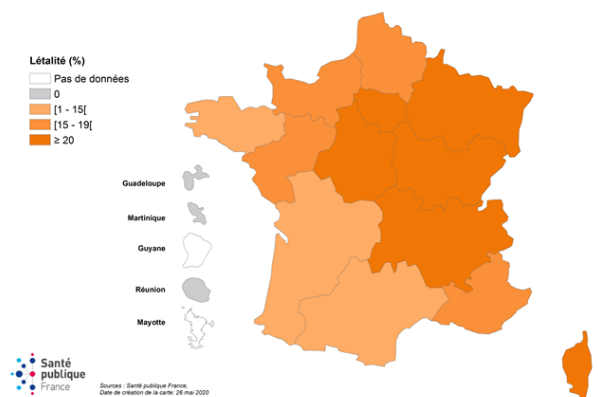 Létalité (%)
Pas de données
0
[1 - 15[
[15 - 19[
≥ 20
Guadeloupe
Martinique
Guyane
Réunion
Mayotte
Santé
publique
France
Sources : Santé publique France,
Date de création de la carte: 26 mai 2020